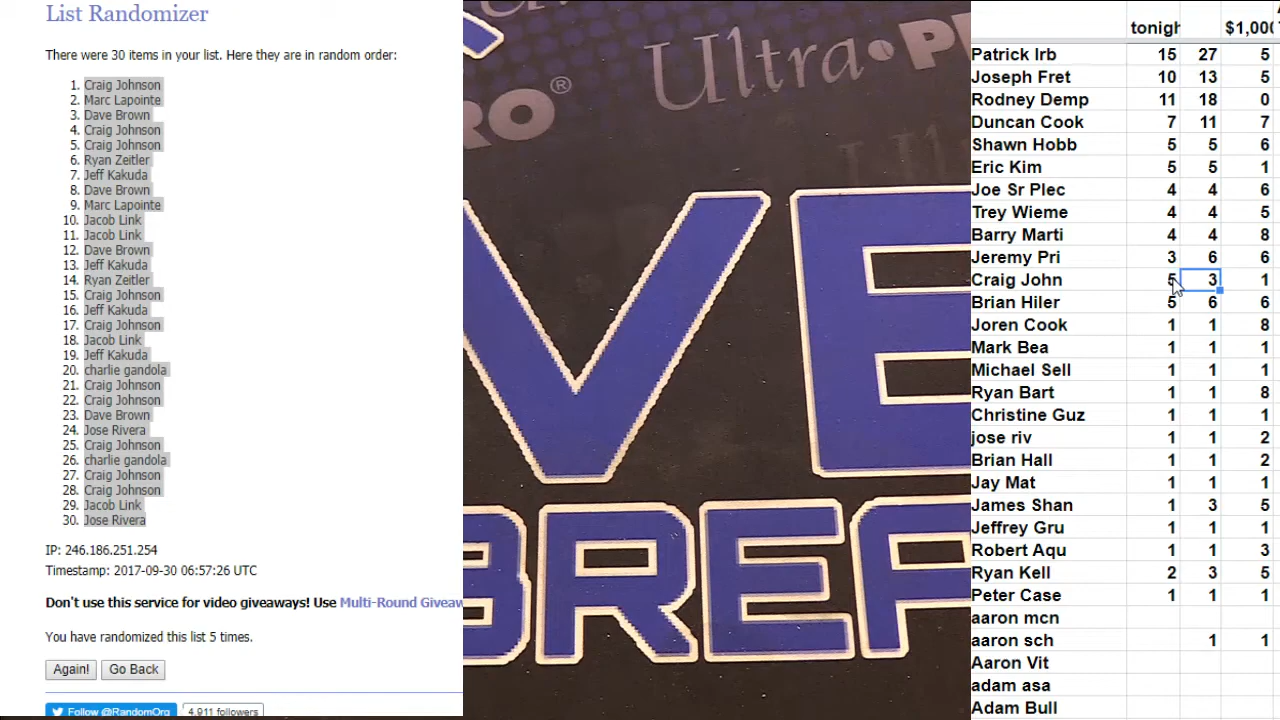 List Randomizer
There were 30 items in your list. Here they are in random order:
1. Craig Johnson
2. Marc Lapointe
3. Dave Brown
4. Craig Johnson
5. Craig Johnson
6. Ryan Zeitler
7. Jeff Kakuda
8. Dave Brown
9. Marc Lapointe
10. Jacob Link
11. Jacob Link
12. Dave Brown
13. Jeff Kakuda
14. Ryan Zeitler
15. Craig Johnson
16. Jeff Kakuda
17. Craig Johnson
18. Jacob Link
19. Jeff Kakuda
20. charlie gandola
21. Craig Johnson
22. Craig Johnson
23. Dave Brown
24. Jose Rivera
25. Craig Johnson
26. charlie gandola
27. Craig Johnson
28. Craig Johnson
29. Jacob Link
30. Jose Rivera
IP: 246.186.251.254
Timestamp: 2017-09-30 06:57:26 UTC
Don't use this service for video giveaways! Use Multi-Round Giveaw
You have randomized this list 5 times.
Again! Go Back
Follow @RandomOrg 4,911 followers
Ultra PR
RO®
VE
BREA
tonigh $1,000
Patrick Irb 15 27 5
Joseph Fret 10 13 5
Rodney Demp 11 18 0
Duncan Cook 7 11 7
Shawn Hobb 5 5 6
Eric Kim 5 5 1
Joe Sr Plec 4 4 6
Trey Wieme 4 4 5
Barry Marti 4 4 8
Jeremy Pri 3 6 6
Craig John 5 3 1
Brian Hiler 5 6 6
Joren Cook 1 1 8
Mark Bea 1 1 1
Michael Sell 1 1 1
Ryan Bart 1 1 8
Christine Guz 1 1 1
jose riv 1 1 2
Brian Hall 1 1 2
Jay Mat 1 1 1
James Shan 1 3 5
Jeffrey Gru 1 1 1
Robert Aqu 1 1 3
Ryan Kell 2 3 5
Peter Case 1 1 1
aaron mcn
aaron sch 1 1
Aaron Vit
adam asa
Adam Bull